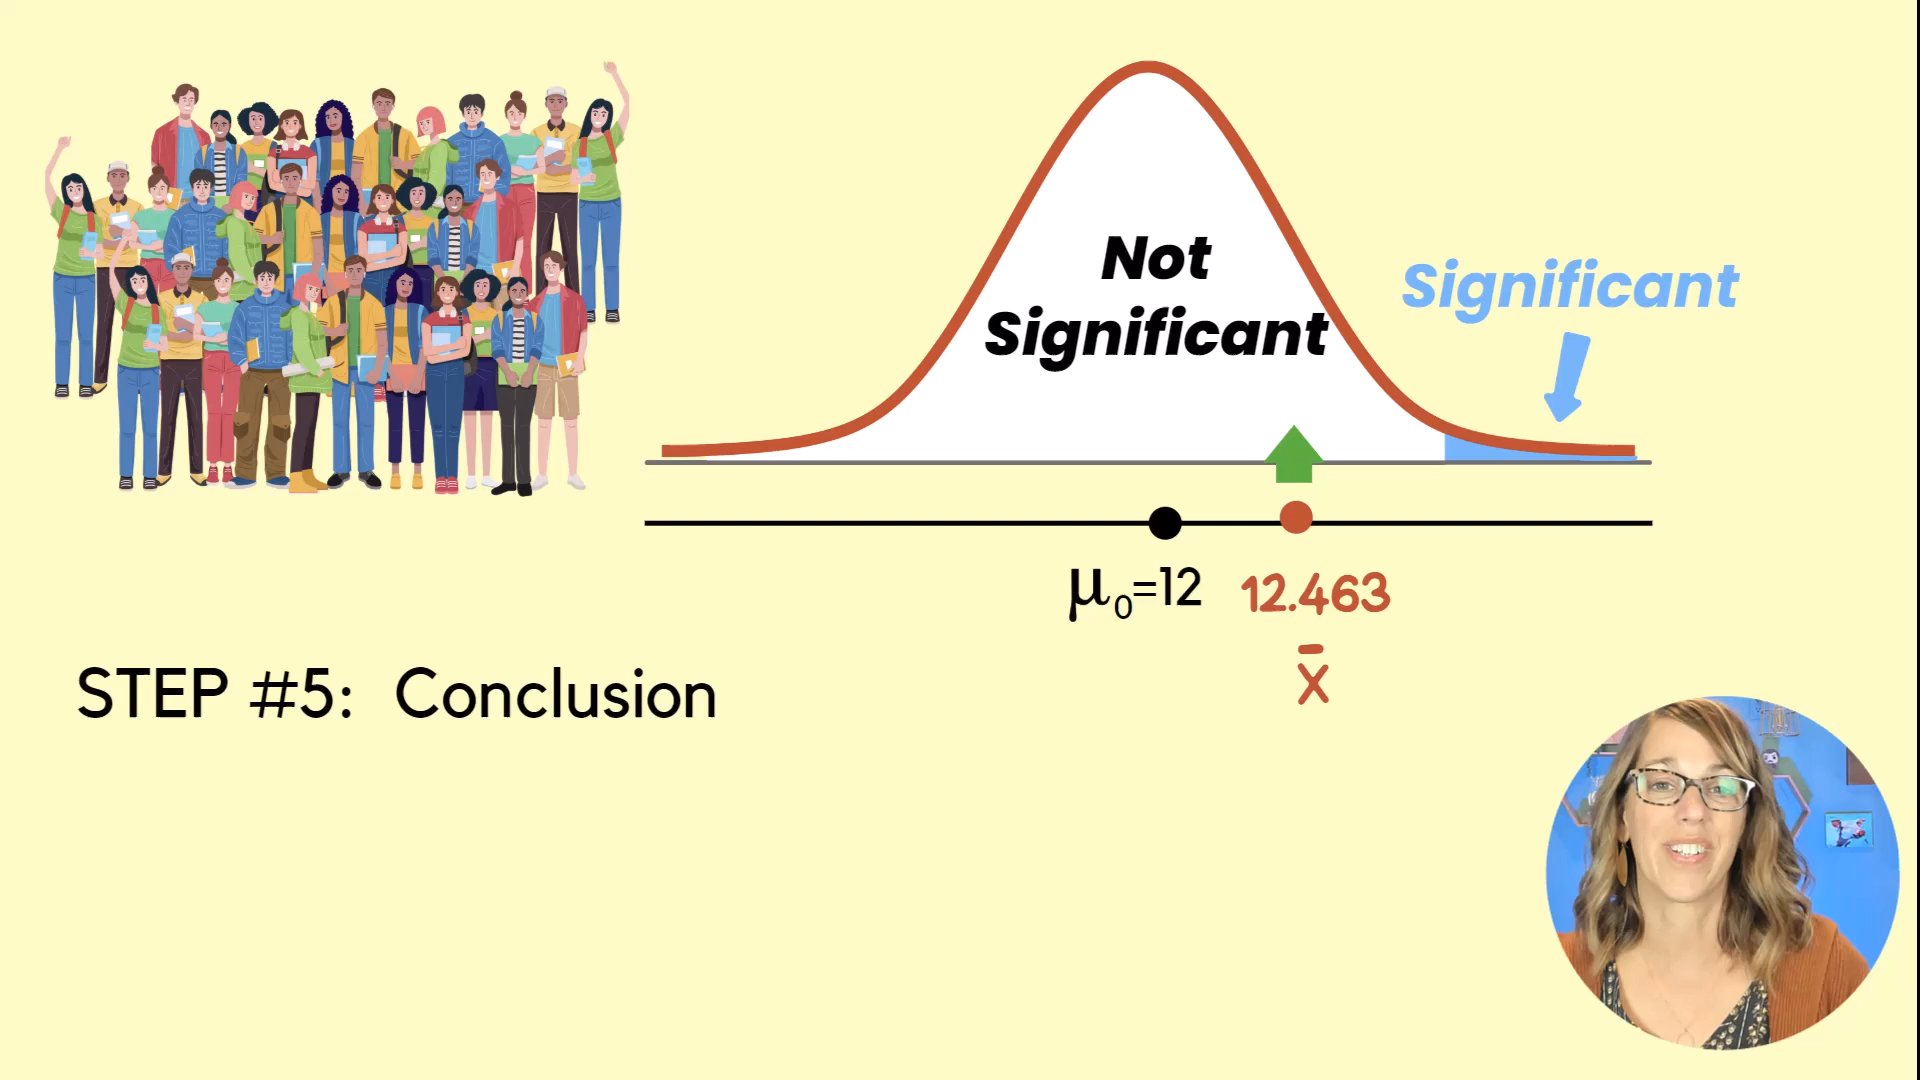 Not
Significant
Significant
μ₀=12
12.463
x̄
STEP #5: Conclusion